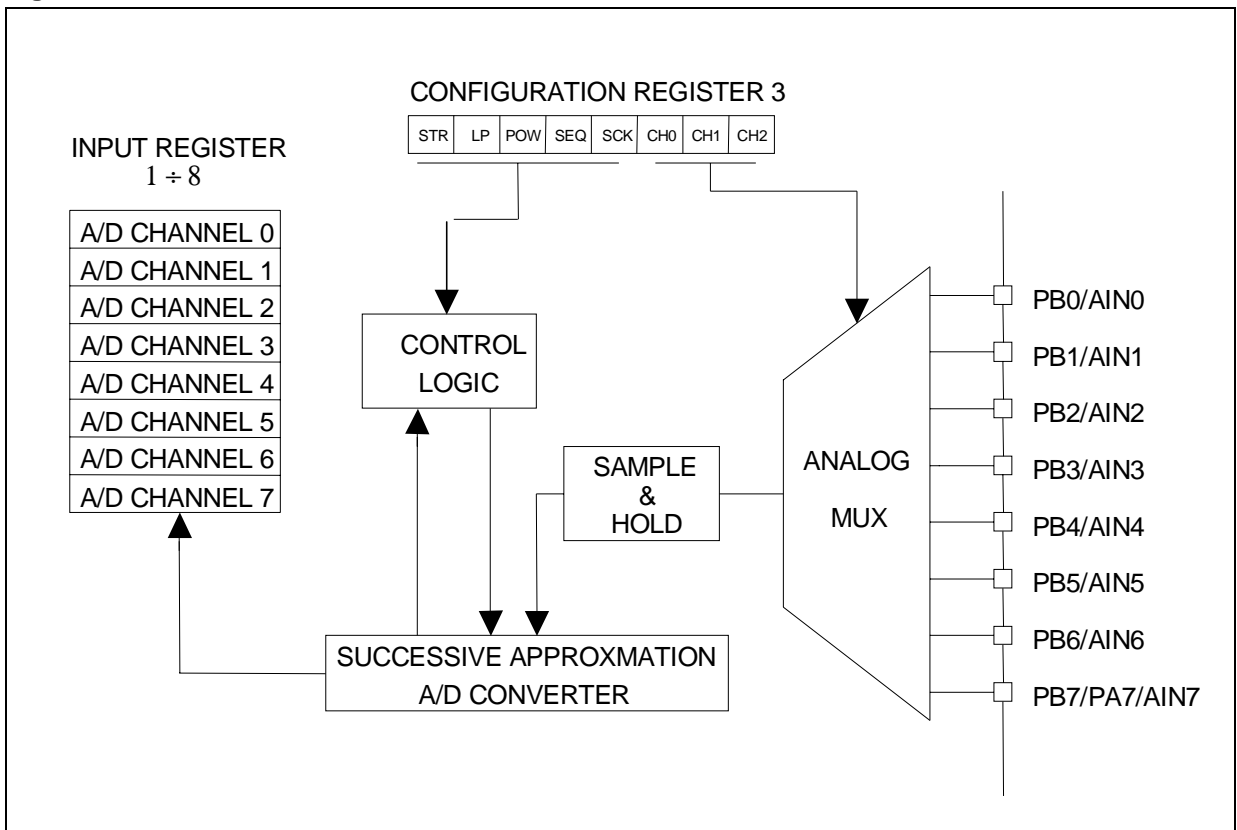 CONFIGURATION REGISTER 3
STR LP POW SEQ SCK CH0 CH1 CH2
INPUT REGISTER
1 ÷ 8
A/D CHANNEL 0
A/D CHANNEL 1
A/D CHANNEL 2
A/D CHANNEL 3
A/D CHANNEL 4
A/D CHANNEL 5
A/D CHANNEL 6
A/D CHANNEL 7
CONTROL
LOGIC
SAMPLE
&
HOLD
ANALOG
MUX
SUCCESSIVE APPROXMATION
A/D CONVERTER
PB0/AIN0
PB1/AIN1
PB2/AIN2
PB3/AIN3
PB4/AIN4
PB5/AIN5
PB6/AIN6
PB7/PA7/AIN7